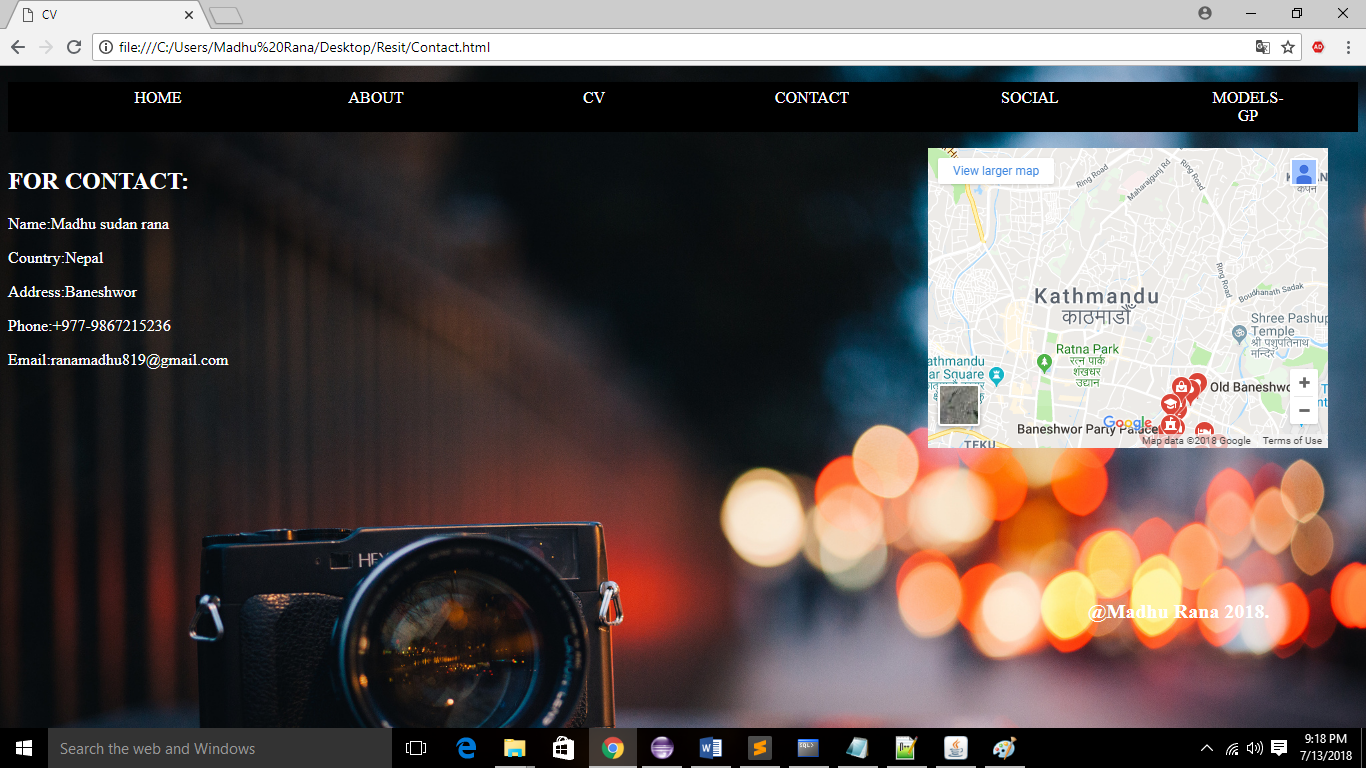 CV
file:///C:/Users/Madhu%20Rana/Desktop/Resit/Contact.html
HOME ABOUT CV CONTACT SOCIAL MODELS-
GP
FOR CONTACT:
Name:Madhu sudan rana
Country:Nepal
Address:Baneshwor
Phone:+977-9867215236
Email:ranamadhu819@gmail.com
View larger map
Ring Road
Maharajgunj Rd
Ring Road
Ring Road
Boudhanath Sadak
Kathmandu
काठमाडौँ
Shree Pashup
Temple
श्री पशुपतिनाथ
मन्दिर
Ratna Park
रत्न पार्क
शंखधर
उद्यान
athmandu
ar Square
Old Baneshwo
Baneshwor Party Palace
Google
TEKU
Map data ©2018 Google Terms of Use
@Madhu Rana 2018.
Search the web and Windows
9:18 PM
7/13/2018